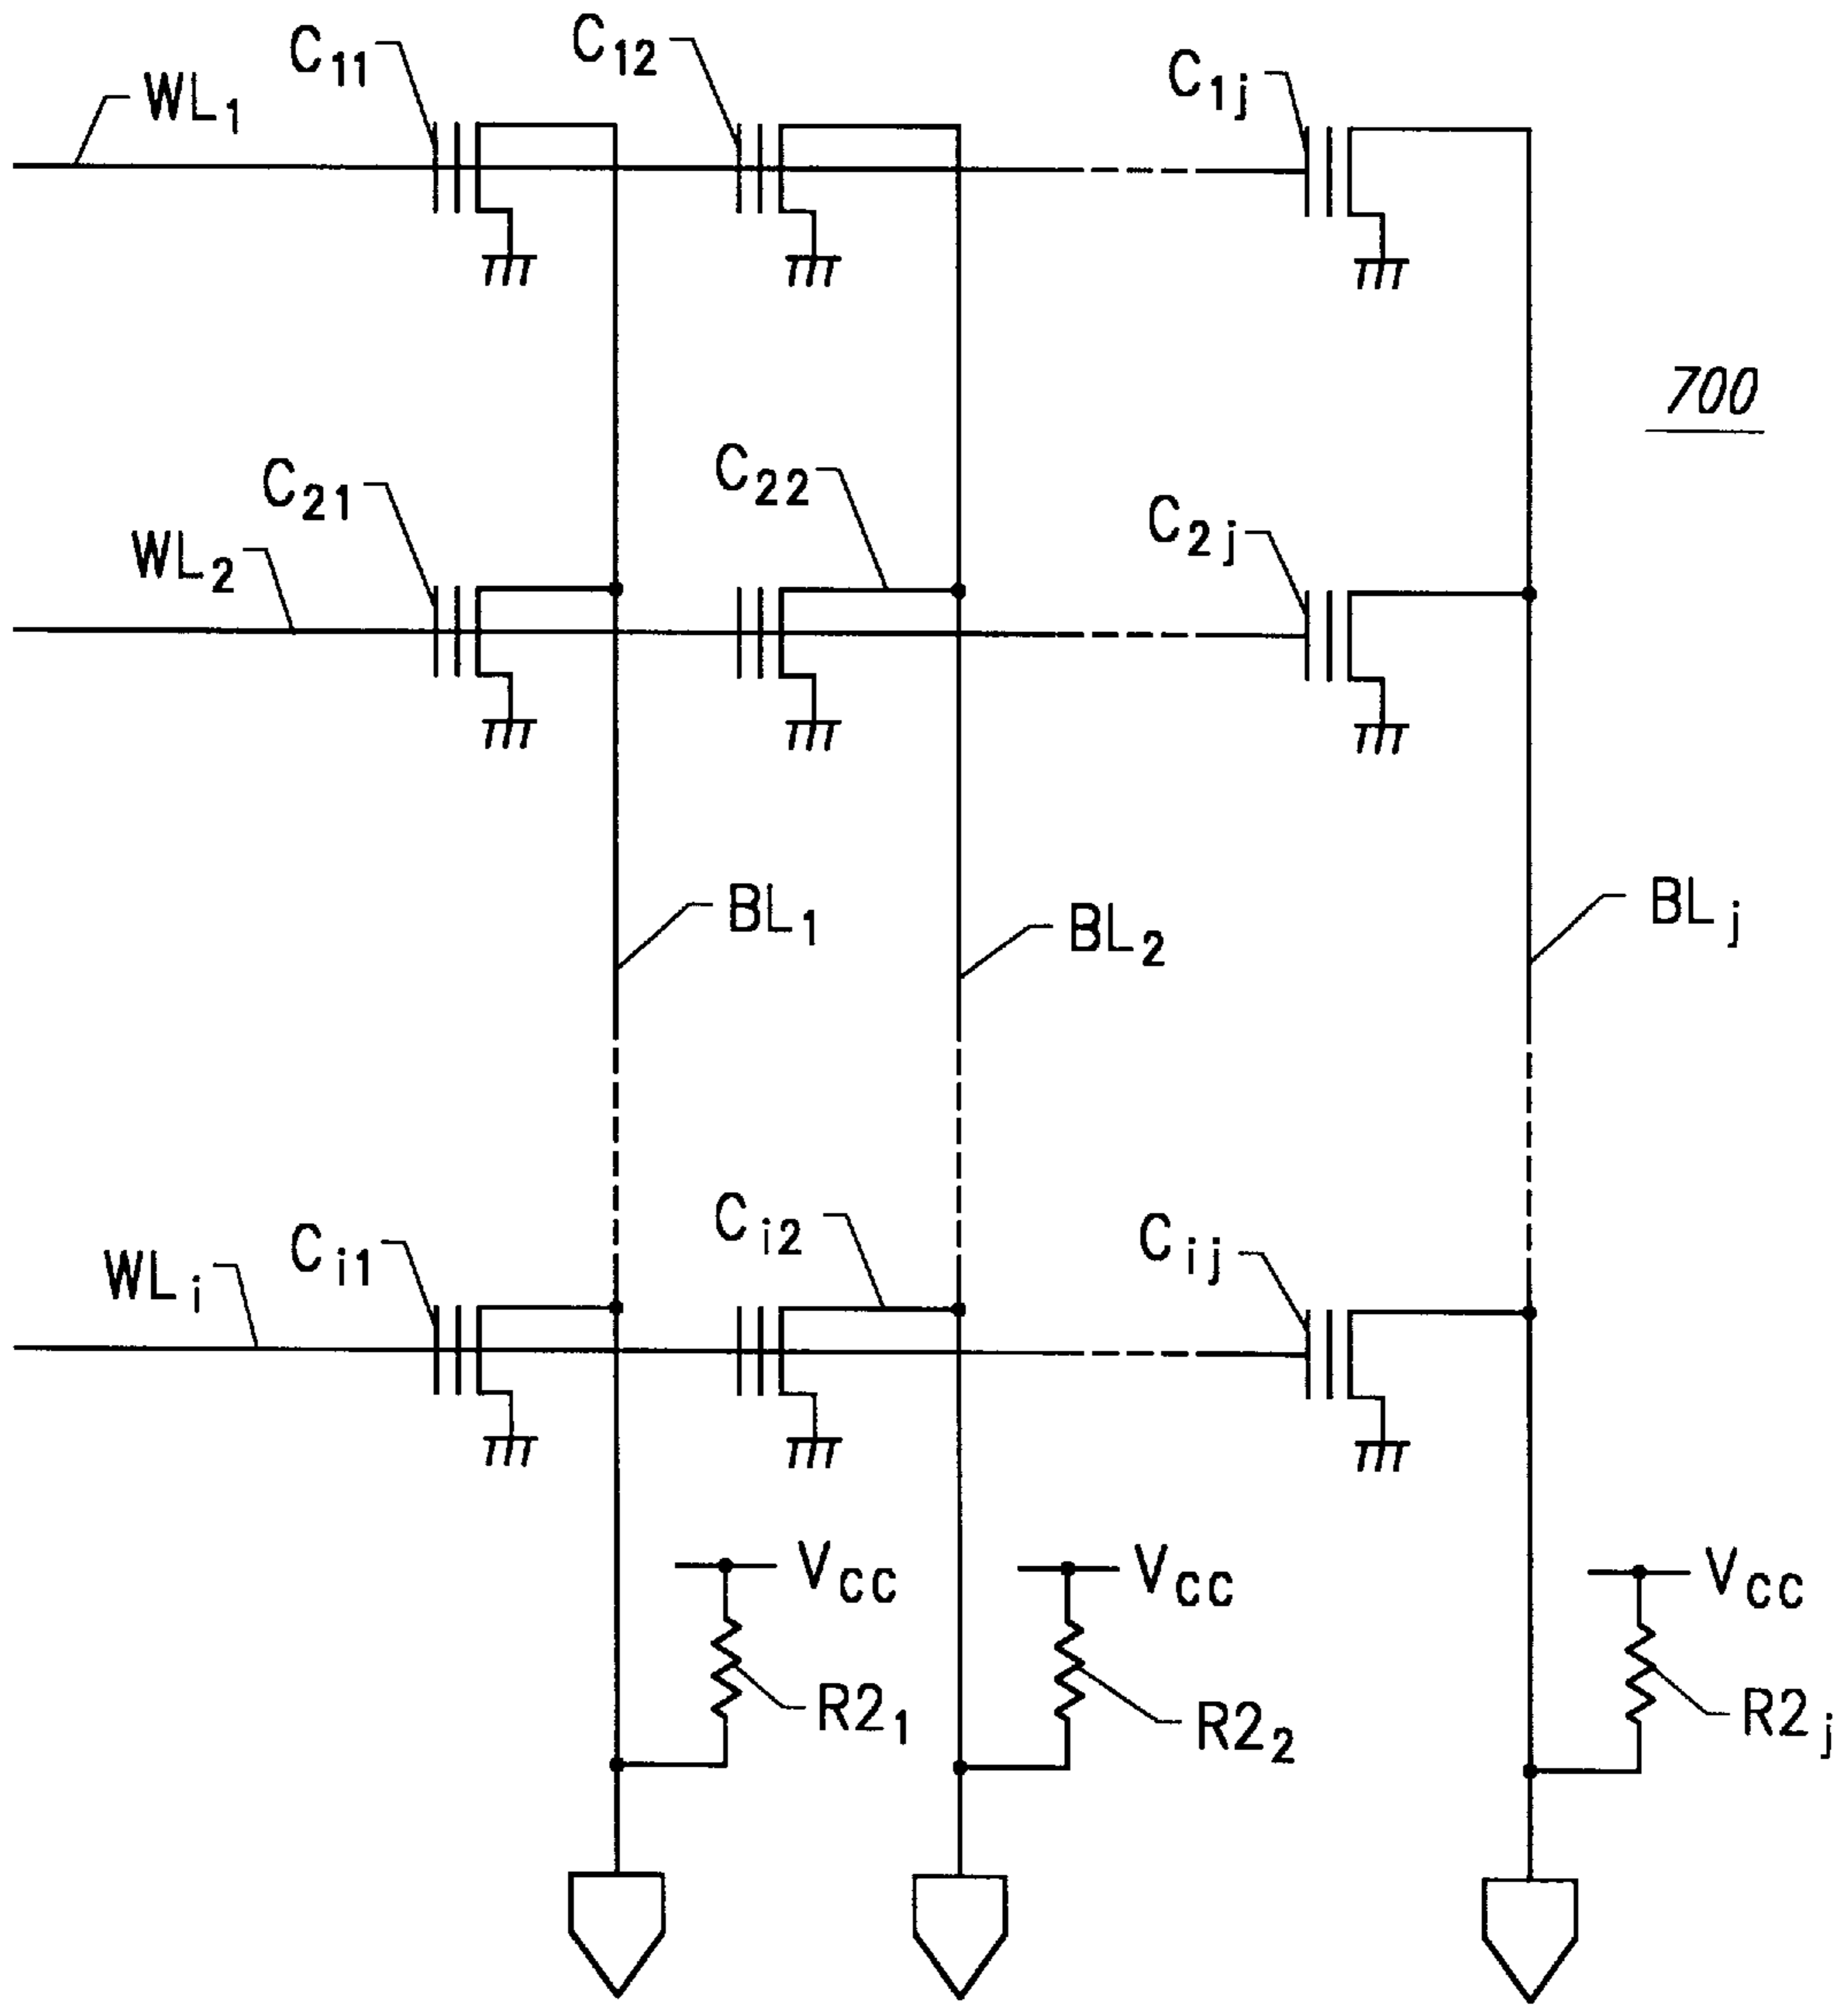 C11 C12 C1j
WL1
700
C21 C22 C2j
WL2
BL1 BL2 BLj
Ci1 Ci2 Cij
WLi
VCC VCC VCC
R21 R22 R2j